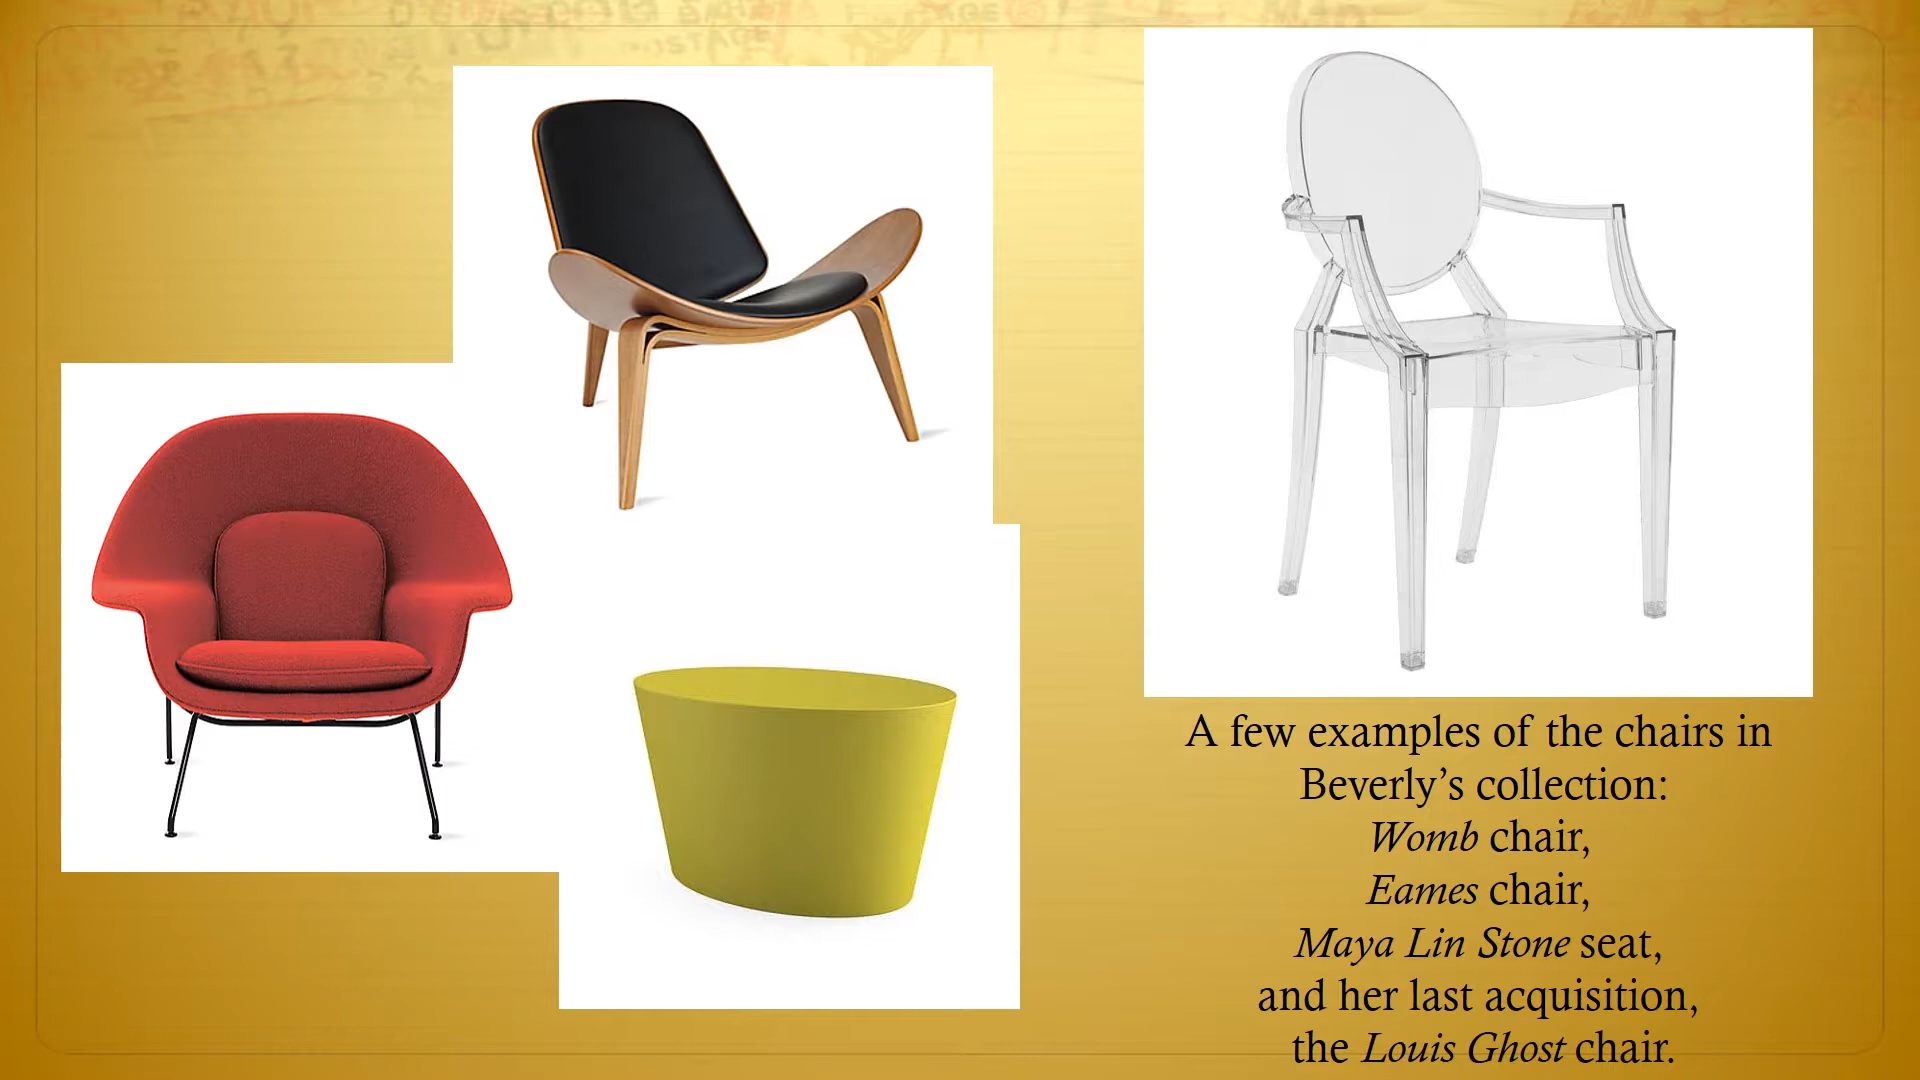 A few examples of the chairs in
Beverly’s collection:
Womb chair,
Eames chair,
Maya Lin Stone seat,
and her last acquisition,
the Louis Ghost chair.